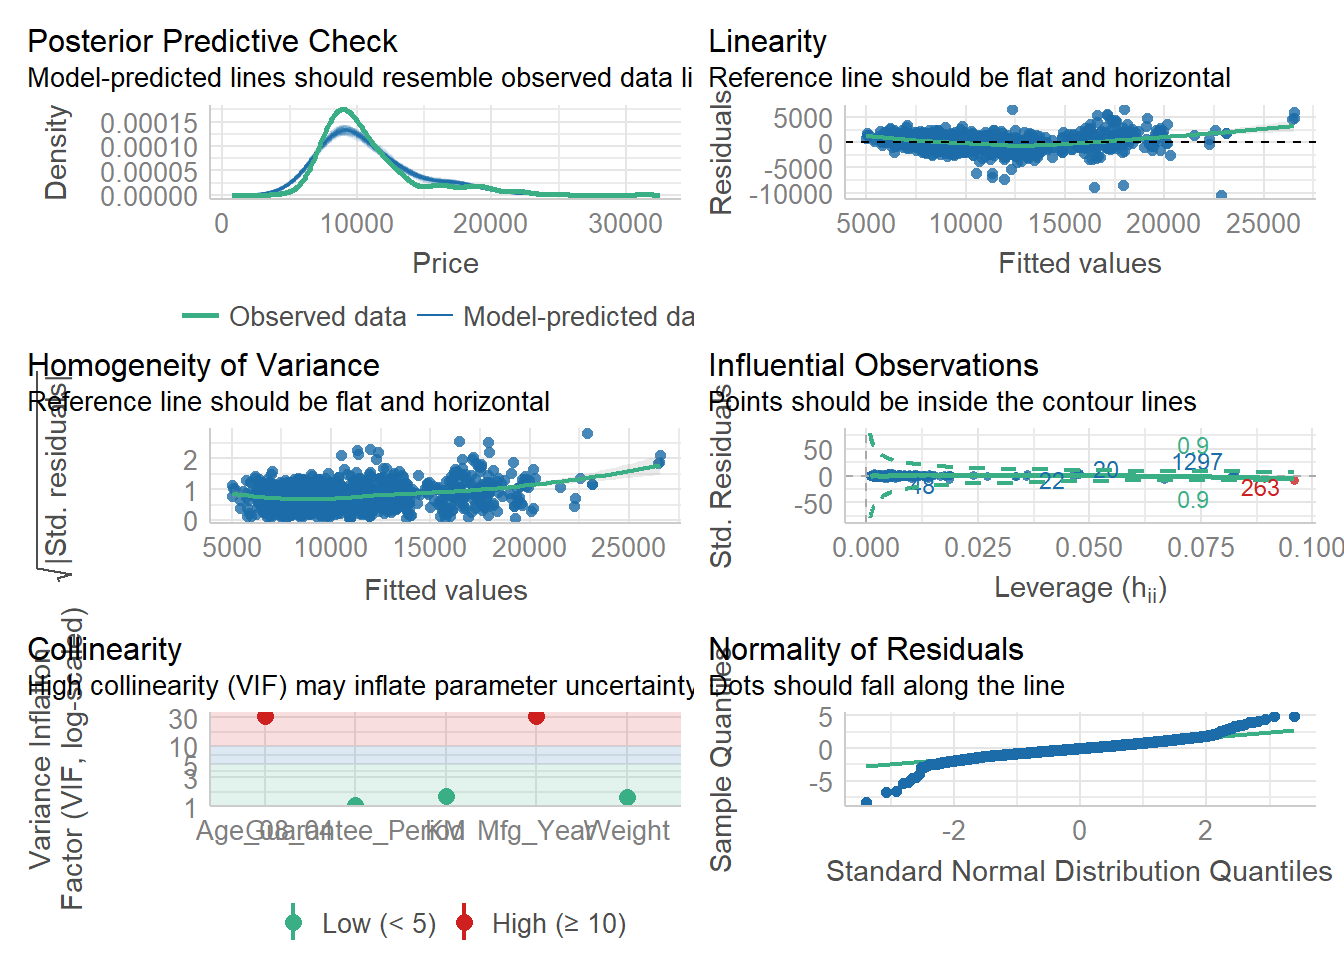 Posterior Predictive Check
Model-predicted lines should resemble observed data li
Density
0.00015
0.00010
0.00005
0.00000
0 10000 20000 30000
Price
Observed data Model-predicted da
Linearity
Reference line should be flat and horizontal
Residuals
5000
0
-5000
-10000
5000 10000 15000 20000 25000
Fitted values
Homogeneity of Variance
Reference line should be flat and horizontal
√|Std. residuals|
2
1
0
5000 10000 15000 20000 25000
Fitted values
Influential Observations
Points should be inside the contour lines
Std. Residuals
50
0
-50
0.9
0.9
48
22
20
1297
263
0.000 0.025 0.050 0.075 0.100
Leverage (hii)
Collinearity
High collinearity (VIF) may inflate parameter uncertainty
Variance Inflation
Factor (VIF, log-scaled)
30
10
5
3
1
Age_08_04 Guarantee_Period KM Mfg_Year Weight
Low (< 5) High (≥ 10)
Normality of Residuals
Dots should fall along the line
Sample Quantiles
5
0
-5
-2 0 2
Standard Normal Distribution Quantiles